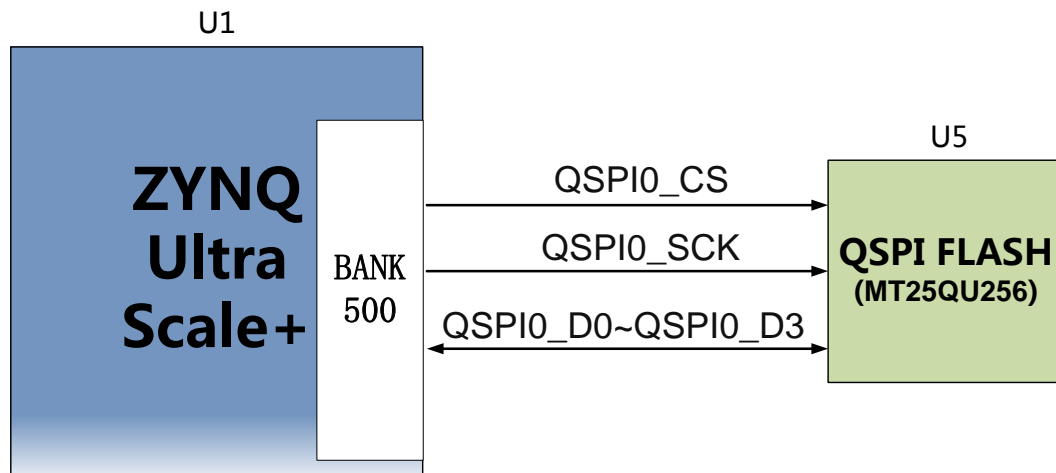 U1
ZYNQ
Ultra
Scale+
BANK
500
QSPI0_CS
QSPI0_SCK
QSPI0_D0~QSPI0_D3
U5
QSPI FLASH
(MT25QU256)